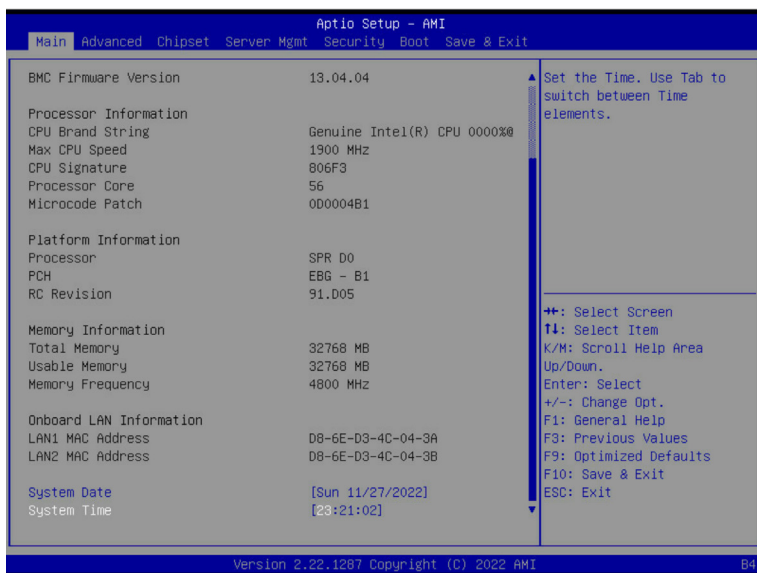 Aptio Setup - AMI
Main Advanced Chipset Server Mgmt Security Boot Save & Exit
BMC Firmware Version 13.04.04
Processor Information
CPU Brand String Genuine Intel(R) CPU 0000%@
Max CPU Speed 1900 MHz
CPU Signature 806F3
Processor Core 56
Microcode Patch 0D0004B1
Platform Information
Processor SPR D0
PCH EBG - B1
RC Revision 91.D05
Memory Information
Total Memory 32768 MB
Usable Memory 32768 MB
Memory Frequency 4800 MHz
Onboard LAN Information
LAN1 MAC Address D8-6E-D3-4C-04-3A
LAN2 MAC Address D8-6E-D3-4C-04-3B
System Date [Sun 11/27/2022]
System Time [23:21:02]
Set the Time. Use Tab to
switch between Time
elements.
→←: Select Screen
↑↓: Select Item
K/M: Scroll Help Area
Up/Down.
Enter: Select
+/-: Change Opt.
F1: General Help
F3: Previous Values
F9: Optimized Defaults
F10: Save & Exit
ESC: Exit
Version 2.22.1287 Copyright (C) 2022 AMI
B4